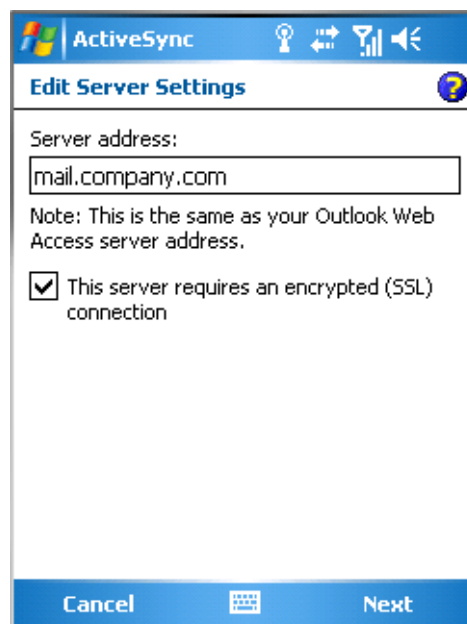 ActiveSync
Edit Server Settings
?
Server address:
mail.company.com
Note: This is the same as your Outlook Web
Access server address.
This server requires an encrypted (SSL)
connection
Cancel Next